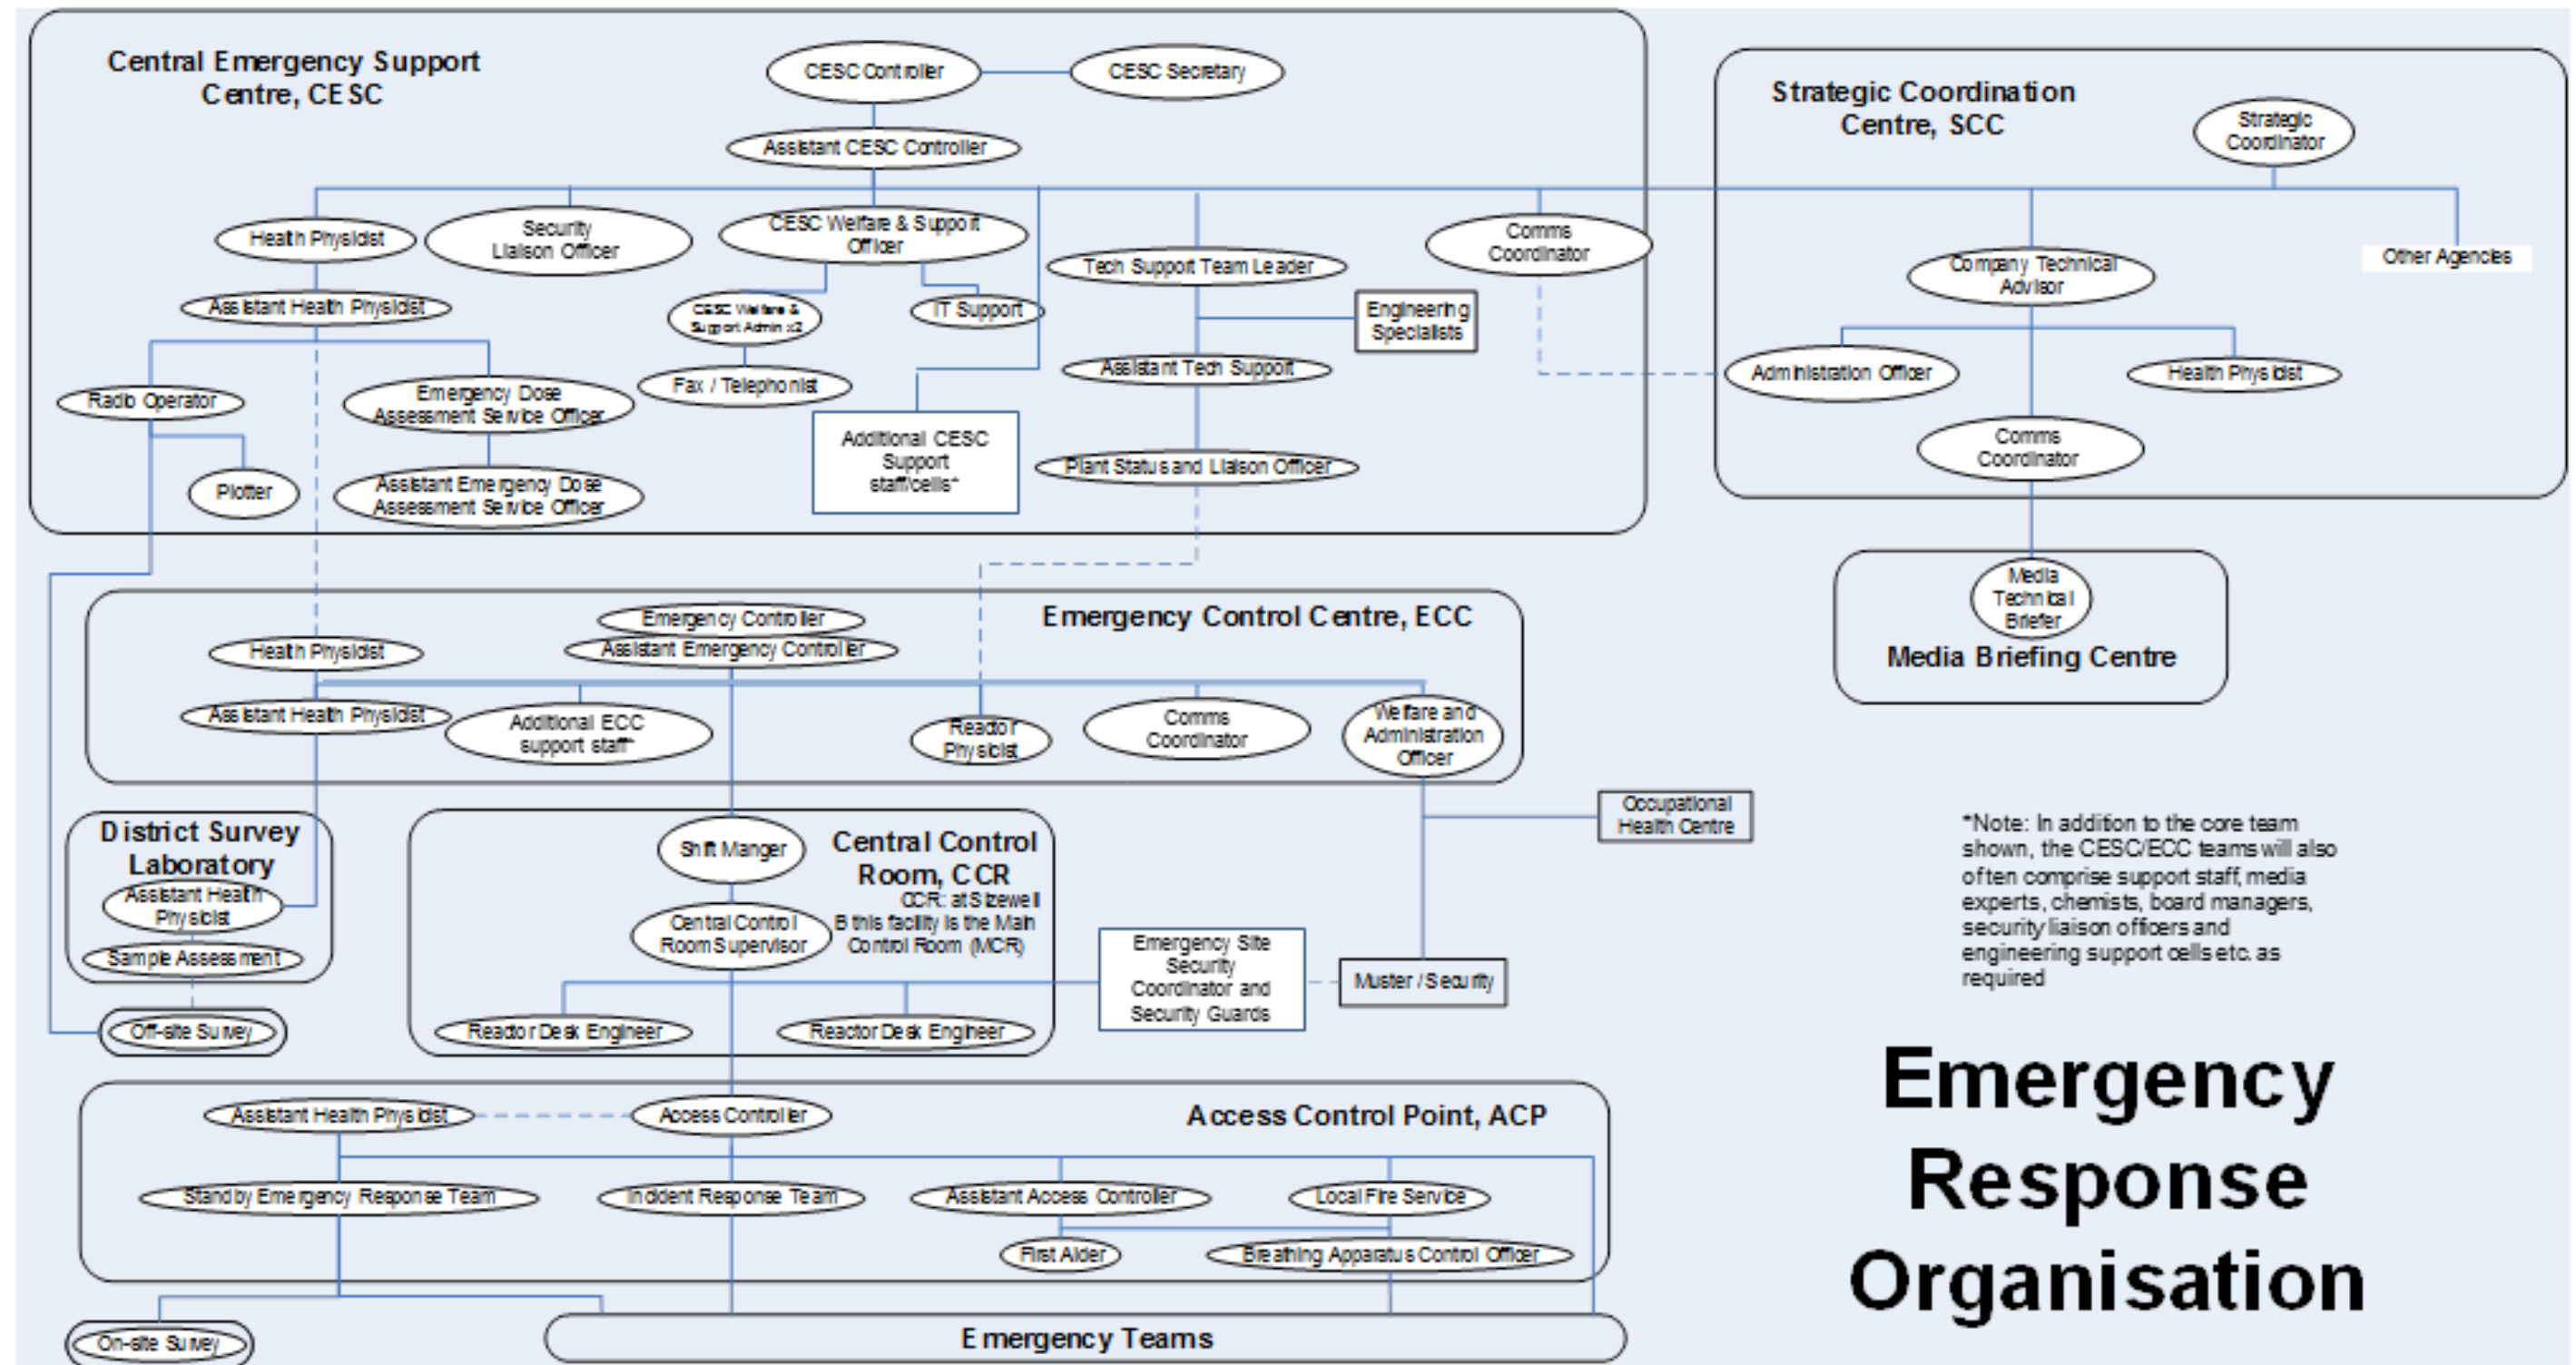 Central Emergency Support
Centre, CESC
CESC Controller
CESC Secretary
Assistant CESC Controller
Health Physicist
Security
Liaison Officer
CESC Welfare & Support
Officer
Tech Support Team Leader
Comms
Coordinator
Assistant Health Physicist
CESC Welfare &
Support Admin x2
IT Support
Engineering
Specialists
Radio Operator
Emergency Dose
Assessment Service Officer
Fax / Telephonist
Assistant Tech Support
Additional CESC
Support
staff/cells*
Plant Status and Liaison Officer
Plotter
Assistant Emergency Dose
Assessment Service Officer
Strategic Coordination
Centre, SCC
Strategic
Coordinator
Company Technical
Advisor
Other Agencies
Administration Officer
Health Physicist
Comms
Coordinator
Media
Technical
Briefer
Media Briefing Centre
Emergency Control Centre, ECC
Emergency Controller
Assistant Emergency Controller
Health Physicist
Assistant Health Physicist
Additional ECC
support staff*
Reactor
Physicist
Comms
Coordinator
Welfare and
Administration
Officer
District Survey
Laboratory
Assistant Health
Physicist
Sample Assessment
Off-site Survey
Shift Manger
Central Control
Room, CCR
CCR: at Sizewell
B this facility is the Main
Control Room (MCR)
Central Control
Room Supervisor
Reactor Desk Engineer
Reactor Desk Engineer
Emergency Site
Security
Coordinator and
Security Guards
Muster / Security
Occupational
Health Centre
*Note: In addition to the core team
shown, the CESC/ECC teams will also
often comprise support staff, media
experts, chemists, board managers,
security liaison officers and
engineering support cells etc. as
required
Access Control Point, ACP
Assistant Health Physicist
Access Controller
Standby Emergency Response Team
Incident Response Team
Assistant Access Controller
Local Fire Service
First Aider
Breathing Apparatus Control Officer
On-site Survey
Emergency Teams
Emergency
Response
Organisation